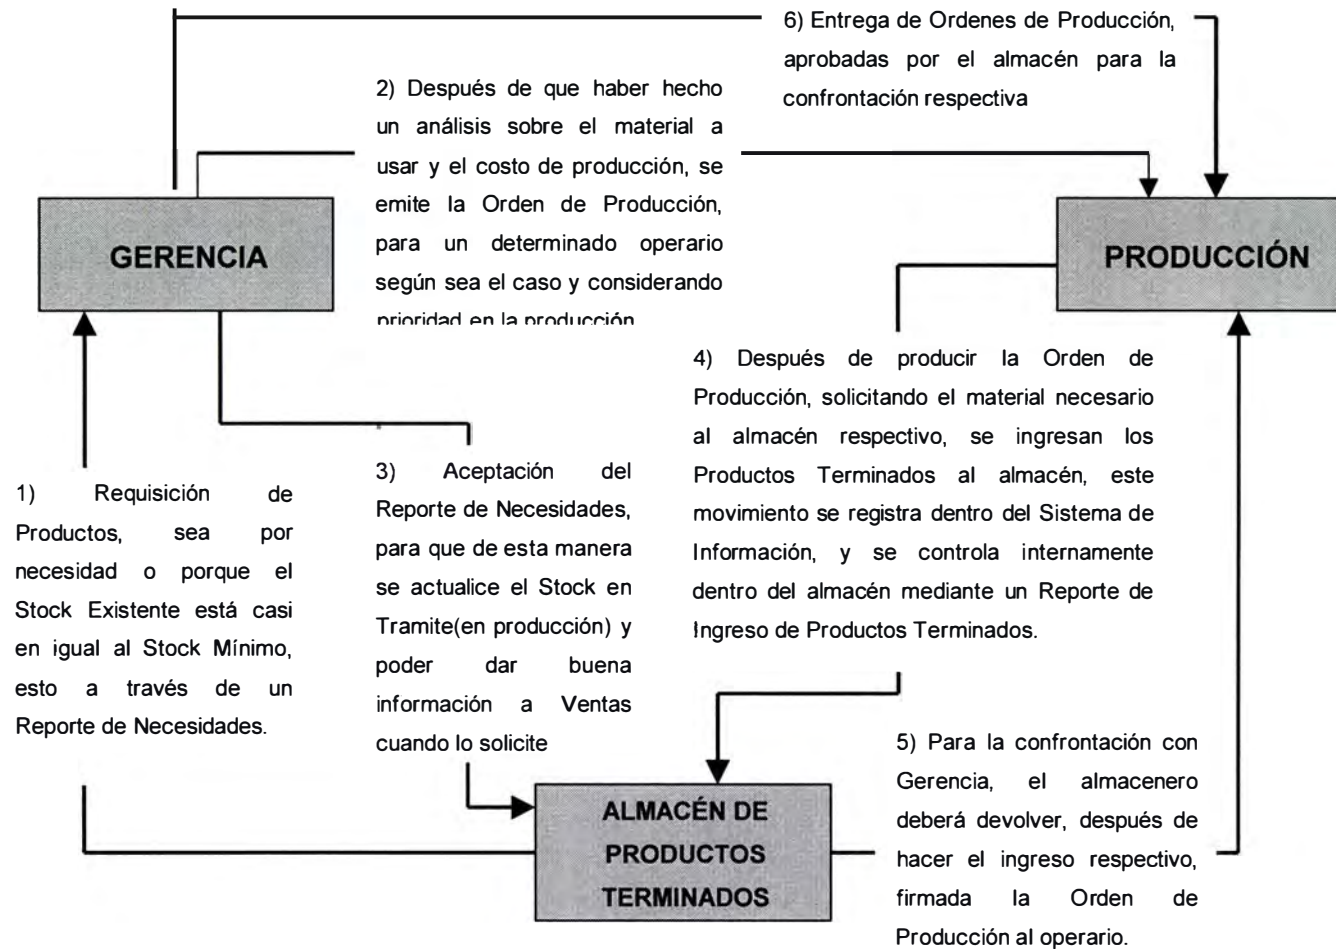 6) Entrega de Ordenes de Producción,
aprobadas por el almacén para la
confrontación respectiva
2) Después de que haber hecho
un análisis sobre el material a
usar y el costo de producción, se
emite la Orden de Producción,
para un determinado operario
según sea el caso y considerando
prioridad en la producción
GERENCIA
PRODUCCIÓN
4) Después de producir la Orden de
Producción, solicitando el material necesario
al almacén respectivo, se ingresan los
Productos Terminados al almacén, este
movimiento se registra dentro del Sistema de
Información, y se controla internamente
dentro del almacén mediante un Reporte de
Ingreso de Productos Terminados.
3) Aceptación del
Reporte de Necesidades,
para que de esta manera
se actualice el Stock en
Tramite(en producción) y
poder dar buena
información a Ventas
cuando lo solicite
1) Requisición de
Productos, sea por
necesidad o porque el
Stock Existente está casi
en igual al Stock Mínimo,
esto a través de un
Reporte de Necesidades.
5) Para la confrontación con
Gerencia, el almacenero
deberá devolver, después de
hacer el ingreso respectivo,
firmada la Orden de
Producción al operario.
ALMACÉN DE
PRODUCTOS
TERMINADOS